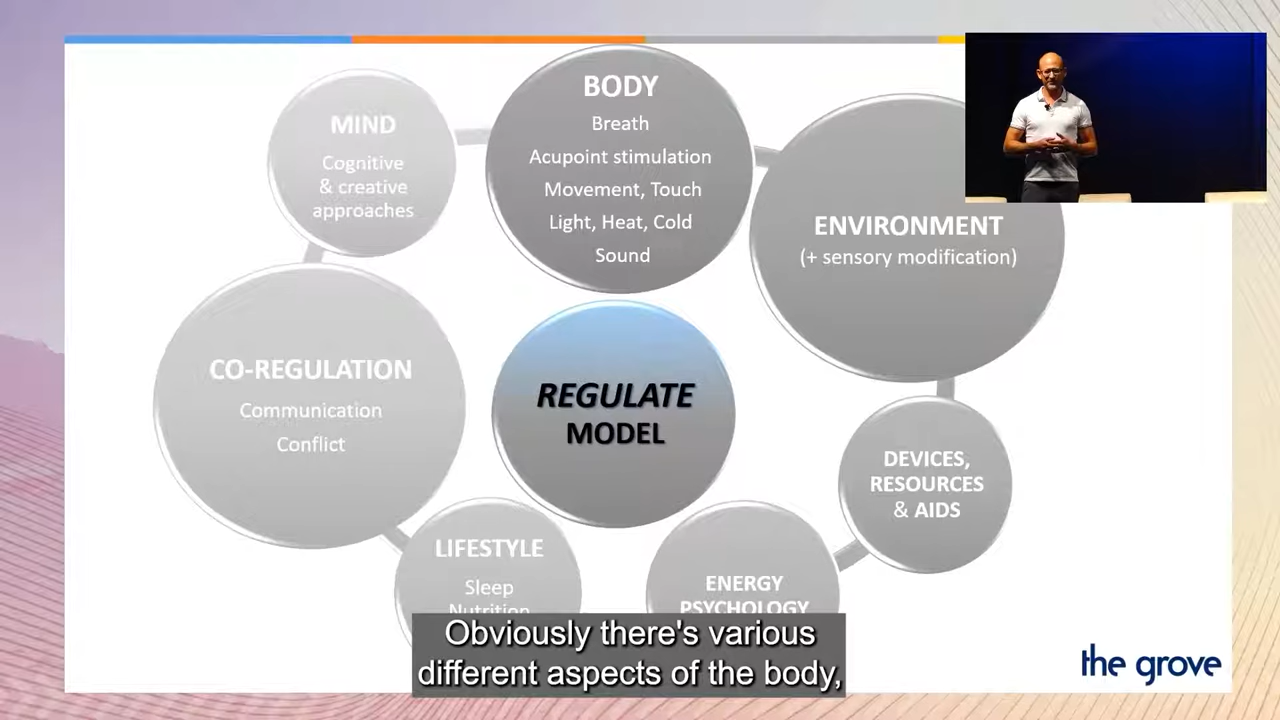 MIND
Cognitive
& creative
approaches
BODY
Breath
Acupoint stimulation
Movement, Touch
Light, Heat, Cold
Sound
ENVIRONMENT
(+ sensory modification)
CO-REGULATION
Communication
Conflict
REGULATE
MODEL
DEVICES,
RESOURCES
& AIDS
LIFESTYLE
Sleep
Nutrition
ENERGY
PSYCHOLOGY
Obviously there's various
different aspects of the body,
the grove